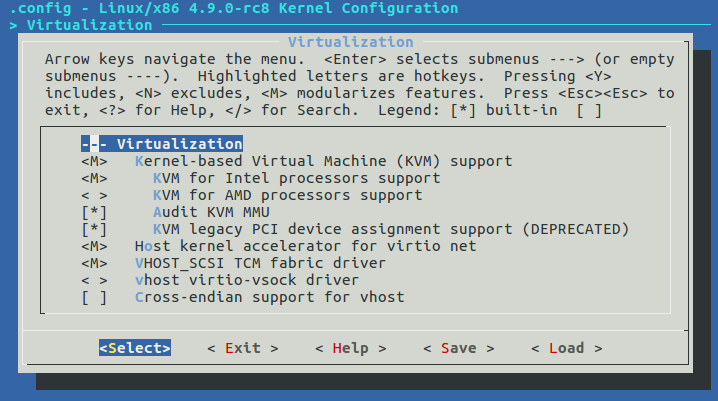 .config - Linux/x86 4.9.0-rc8 Kernel Configuration
> Virtualization
Virtualization
Arrow keys navigate the menu.  <Enter> selects submenus ---> (or empty
submenus ----).  Highlighted letters are hotkeys.  Pressing <Y>
includes, <N> excludes, <M> modularizes features.  Press <Esc><Esc> to
exit, <?> for Help, </> for Search.  Legend: [*] built-in  [ ]
--- Virtualization
<M>   Kernel-based Virtual Machine (KVM) support
<M>     KVM for Intel processors support
< >     KVM for AMD processors support
[*]     Audit KVM MMU
[*]     KVM legacy PCI device assignment support (DEPRECATED)
<M>   Host kernel accelerator for virtio net
<M>   VHOST_SCSI TCM fabric driver
< >   vhost virtio-vsock driver
[ ]   Cross-endian support for vhost
<Select>    < Exit >    < Help >    < Save >    < Load >